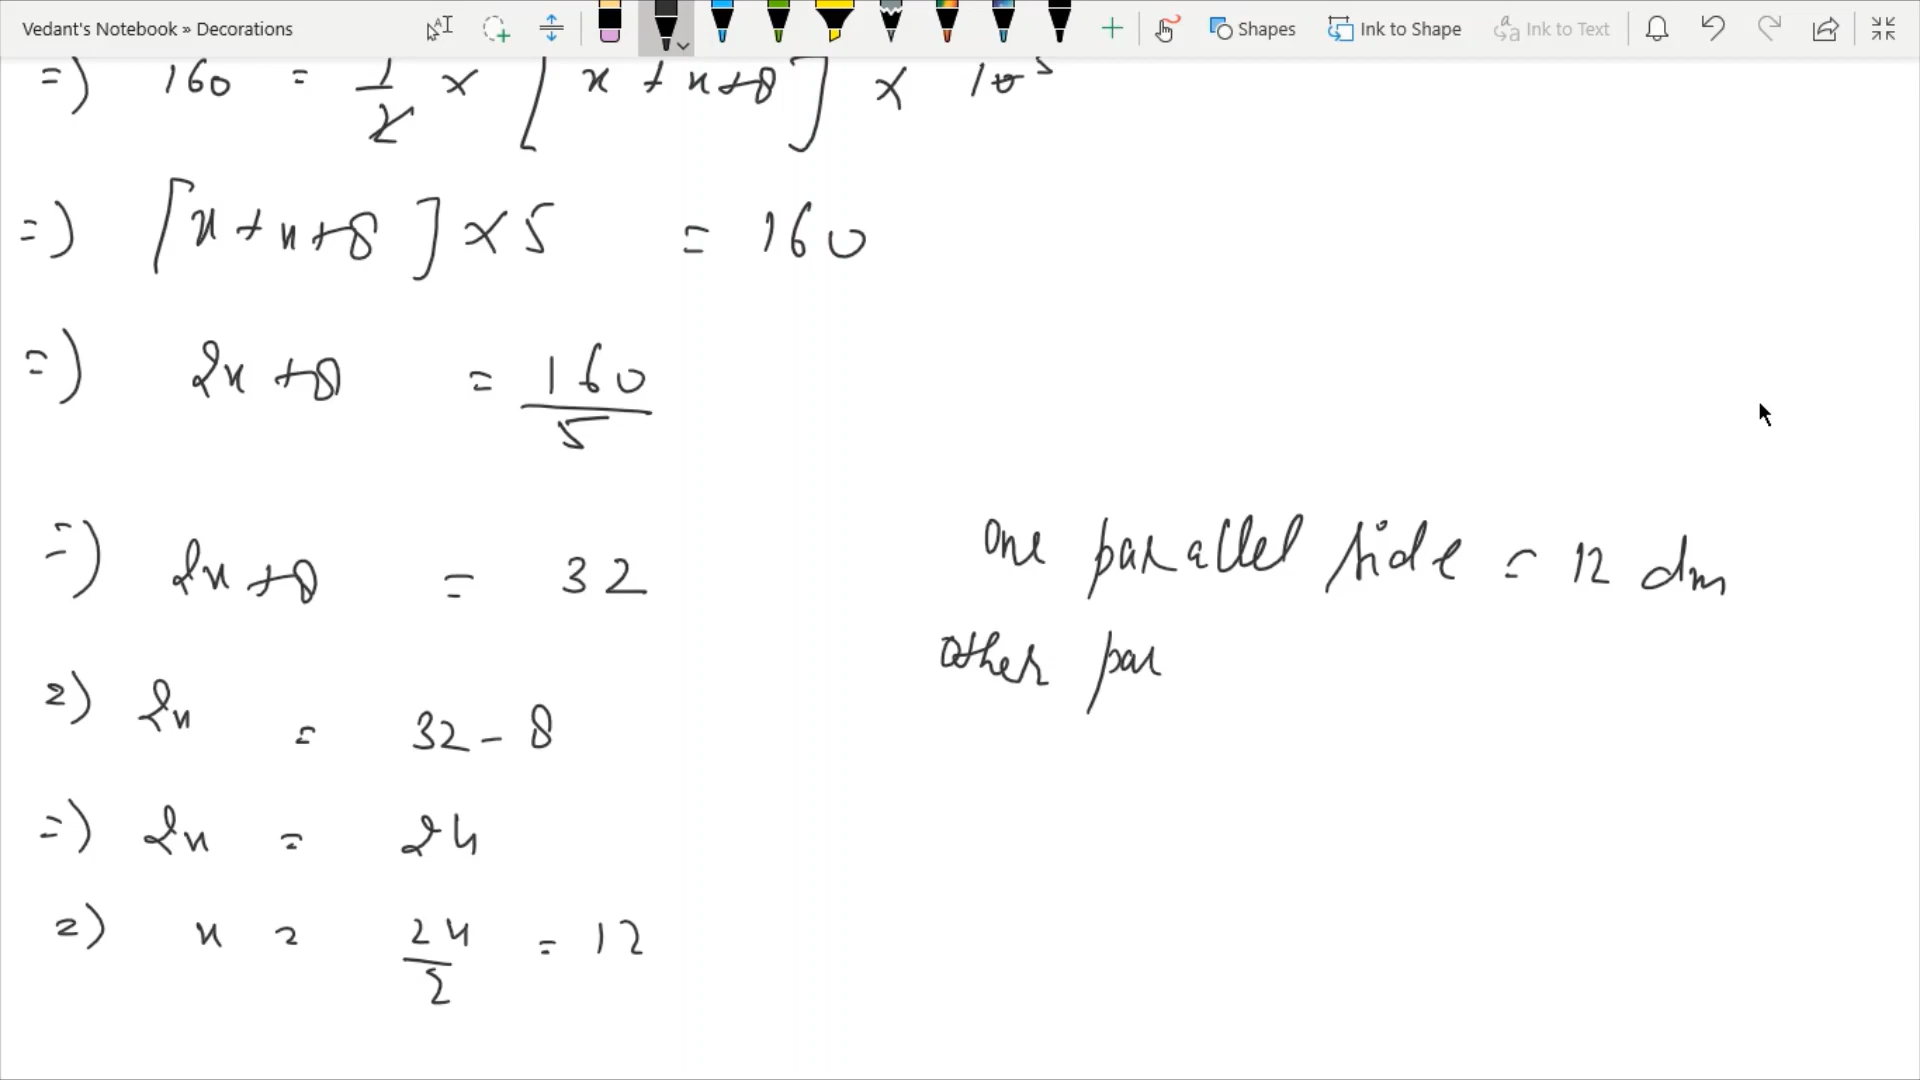 Vedant's Notebook » Decorations
Shapes
Ink to Shape
Ink to Text
=) 160 = 1/2 × [x + x+8] × 10 5
=) [x+x+8] × 5 = 160
=) 2x+8 = 160/5
=) 2x+8 = 32
=) 2x = 32 - 8
=) 2x = 24
=) x = 24/2 = 12
One parallel side = 12 dm
Other par